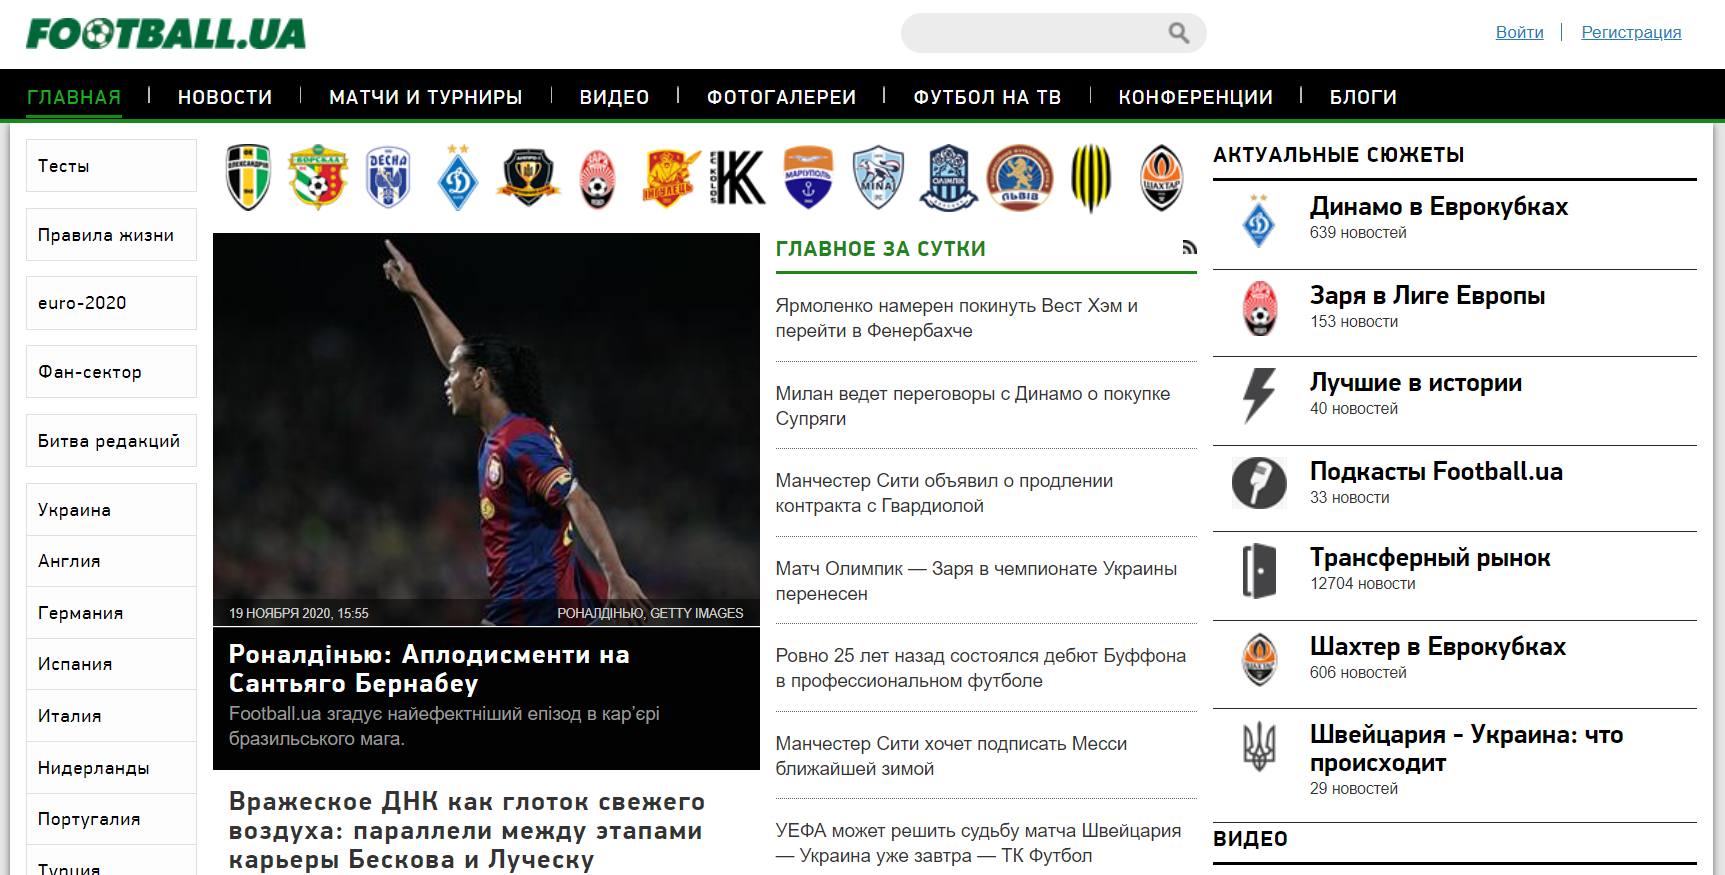 FOOTBALL.UA
Войти
Регистрация
ГЛАВНАЯ
НОВОСТИ
МАТЧИ И ТУРНИРЫ
ВИДЕО
ФОТОГАЛЕРЕИ
ФУТБОЛ НА ТВ
КОНФЕРЕНЦИИ
БЛОГИ
Тесты
Правила жизни
euro-2020
Фан-сектор
Битва редакций
Украина
Англия
Германия
Испания
Италия
Нидерланды
Португалия
Турция
19 НОЯБРЯ 2020, 15:55
РОНАЛДІНЬЮ, GETTY IMAGES
Роналдінью: Аплодисменти на
Сантьяго Бернабеу
Football.ua згадує найефектніший епізод в кар’єрі
бразильського мага.
Вражеское ДНК как глоток свежего
воздуха: параллели между этапами
карьеры Бескова и Луческу
ГЛАВНОЕ ЗА СУТКИ
Ярмоленко намерен покинуть Вест Хэм и
перейти в Фенербахче
Милан ведет переговоры с Динамо о покупке
Супряги
Манчестер Сити объявил о продлении
контракта с Гвардиолой
Матч Олимпик — Заря в чемпионате Украины
перенесен
Ровно 25 лет назад состоялся дебют Буффона
в профессиональном футболе
Манчестер Сити хочет подписать Месси
ближайшей зимой
УЕФА может решить судьбу матча Швейцария
— Украина уже завтра — ТК Футбол
АКТУАЛЬНЫЕ СЮЖЕТЫ
Динамо в Еврокубках
639 новостей
Заря в Лиге Европы
153 новости
Лучшие в истории
40 новостей
Подкасты Football.ua
33 новости
Трансферный рынок
12704 новости
Шахтер в Еврокубках
606 новостей
Швейцария - Украина: что
происходит
29 новостей
ВИДЕО